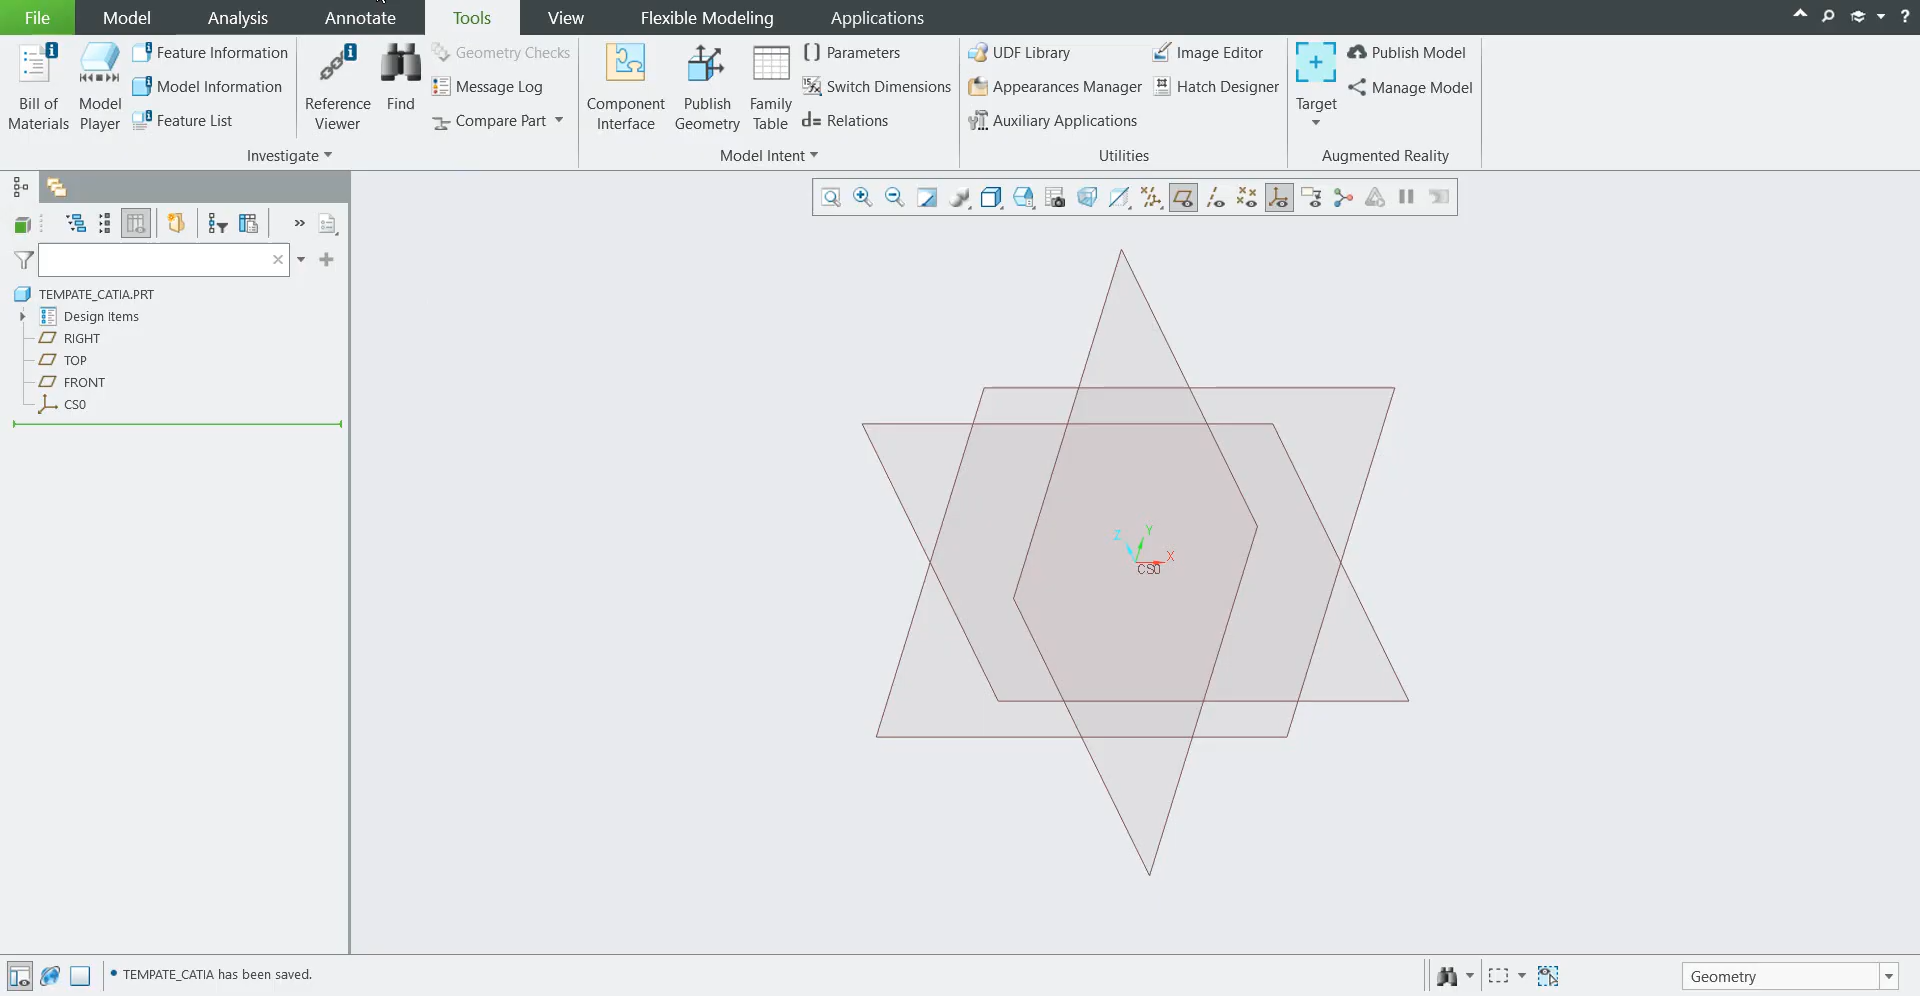 File Model Analysis Annotate Tools View Flexible Modeling Applications
Bill of Materials
Model Player
Feature Information
Model Information
Feature List
Reference Viewer
Find
Geometry Checks
Message Log
Compare Part
Component Interface
Publish Geometry
Family Table
Parameters
Switch Dimensions
Relations
UDF Library
Appearances Manager
Auxiliary Applications
Image Editor
Hatch Designer
Target
Publish Model
Manage Model
Investigate Model Intent Utilities Augmented Reality
TEMPATE_CATIA.PRT
Design Items
RIGHT
TOP
FRONT
CS0
Z Y X
CS0
TEMPATE_CATIA has been saved.
Geometry